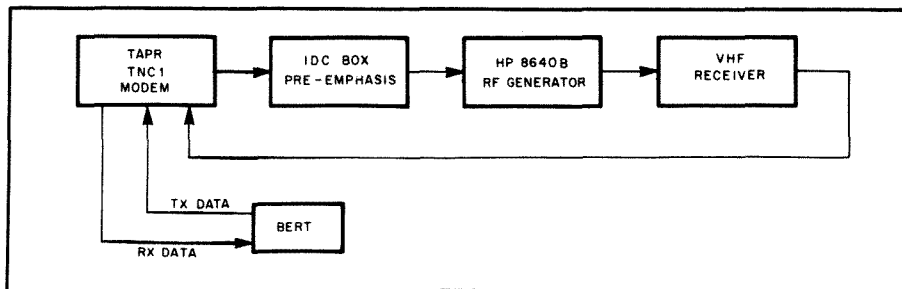 TAPR
TNC1
MODEM
IDC BOX
PRE-EMPHASIS
HP 8640B
RF GENERATOR
VHF
RECEIVER
TX DATA
BERT
RX DATA